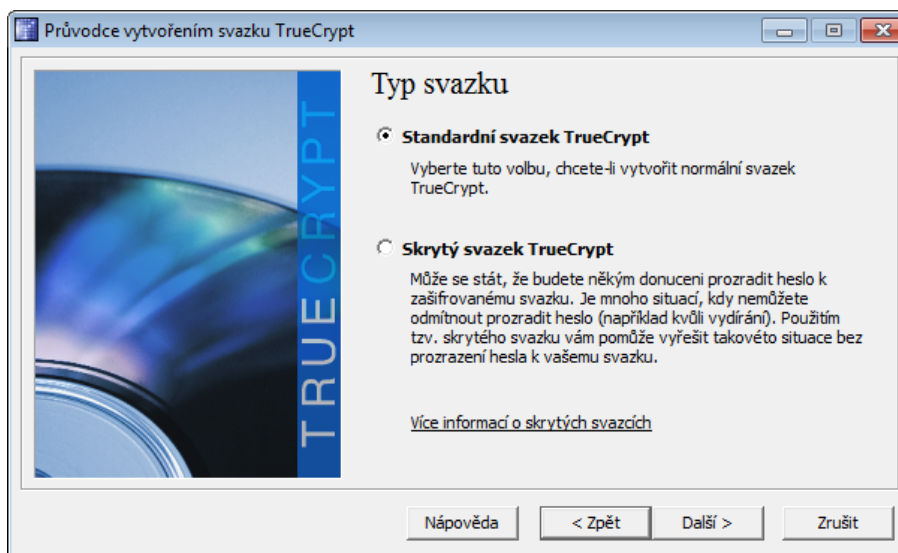 Průvodce vytvořením svazku TrueCrypt
TRUECRYPT
Typ svazku
Standardní svazek TrueCrypt
Vyberte tuto volbu, chcete-li vytvořit normální svazek
TrueCrypt.
Skrytý svazek TrueCrypt
Může se stát, že budete někým donuceni prozradit heslo k
zašifrovanému svazku. Je mnoho situací, kdy nemůžete
odmítnout prozradit heslo (například kvůli vydírání). Použitím
tzv. skrytého svazku vám pomůže vyřešit takovéto situace bez
prozrazení hesla k vašemu svazku.
Více informací o skrytých svazcích
Nápověda
< Zpět
Další >
Zrušit